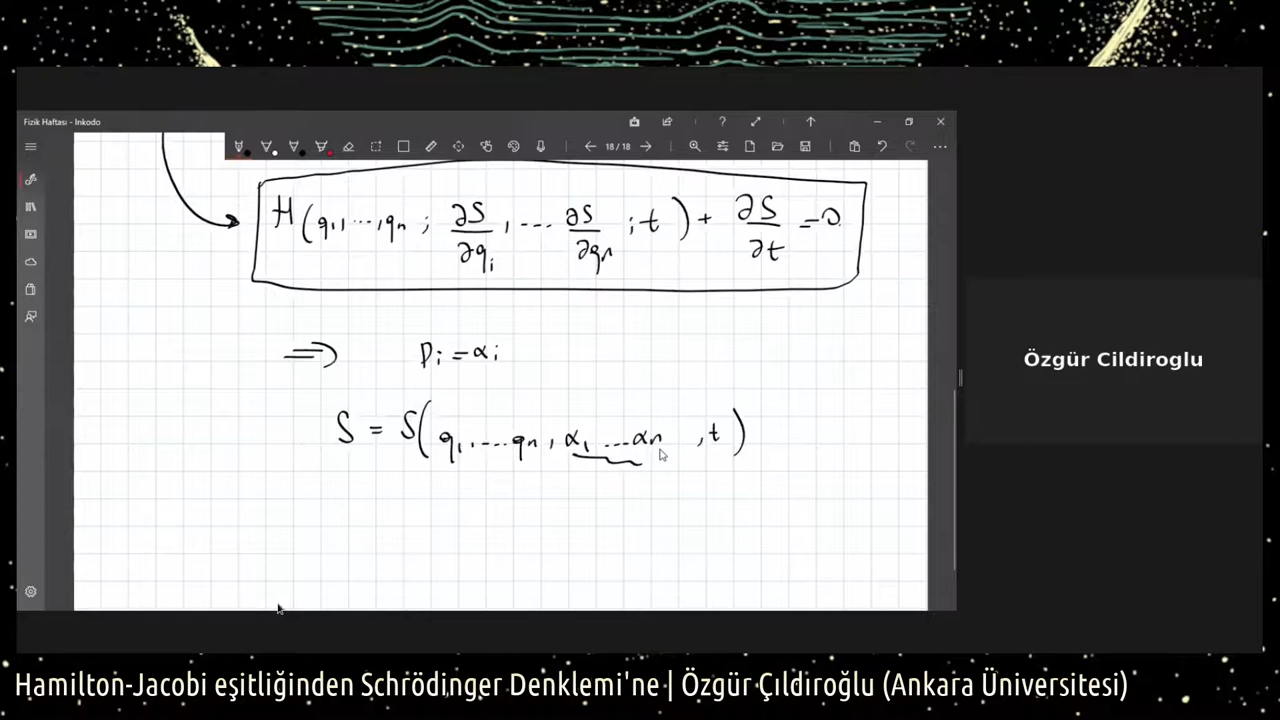 Fizik Haftası - Inkodo
18 / 18
H(q₁,...,qₙ ; ∂S/∂qᵢ, ... ∂S/∂qₙ ; t) + ∂S/∂t = 0
⇒ Pᵢ = αᵢ
S = S(q₁,...qₙ, α₁ ... αₙ , t)
Özgür Cildiroglu
Hamilton-Jacobi eşitliğinden Schrödinger Denklemi'ne | Özgür Çıldıroğlu (Ankara Üniversitesi)